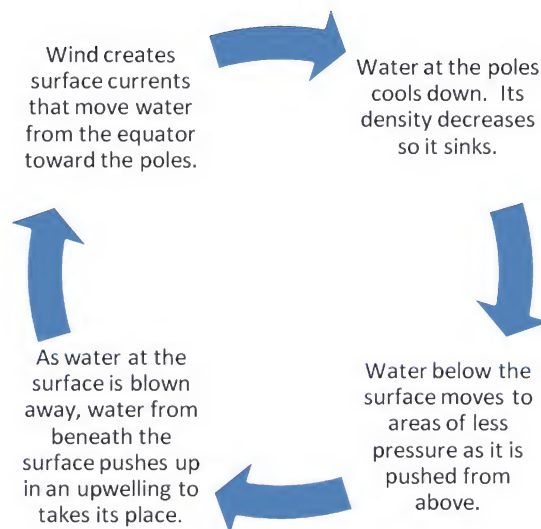 Wind creates
surface currents
that move water
from the equator
toward the poles.
Water at the poles
cools down. Its
density decreases
so it sinks.
Water below the
surface moves to
areas of less
pressure as it is
pushed from
above.
As water at the
surface is blown
away, water from
beneath the
surface pushes up
in an upwelling to
takes its place.